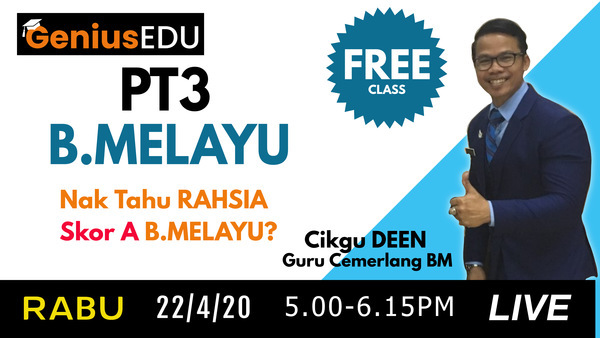 GeniusEDU
PT3
B.MELAYU
Nak Tahu RAHSIA
Skor A B.MELAYU?
FREE
CLASS
Cikgu DEEN
Guru Cemerlang BM
RABU 22/4/20 5.00-6.15PM LIVE